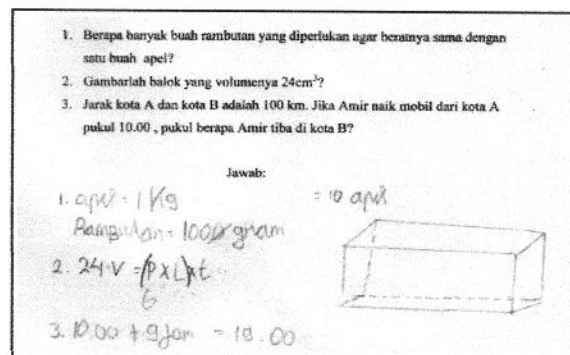 1. Berapa banyak buah rambutan yang diperlukan agar beratnya sama dengan
satu buah apel?
2. Gambarlah balok yang volumenya 24cm³?
3. Jarak kota A dan kota B adalah 100 km. Jika Amir naik mobil dari kota A
pukul 10.00 , pukul berapa Amir tiba di kota B?
Jawab:
1. apel = 1 Kg = 10 apel
Rambutan = 1000 gram
2. 24 V = (P x L) x t
6
3. 10.00 + 9 jam = 19.00